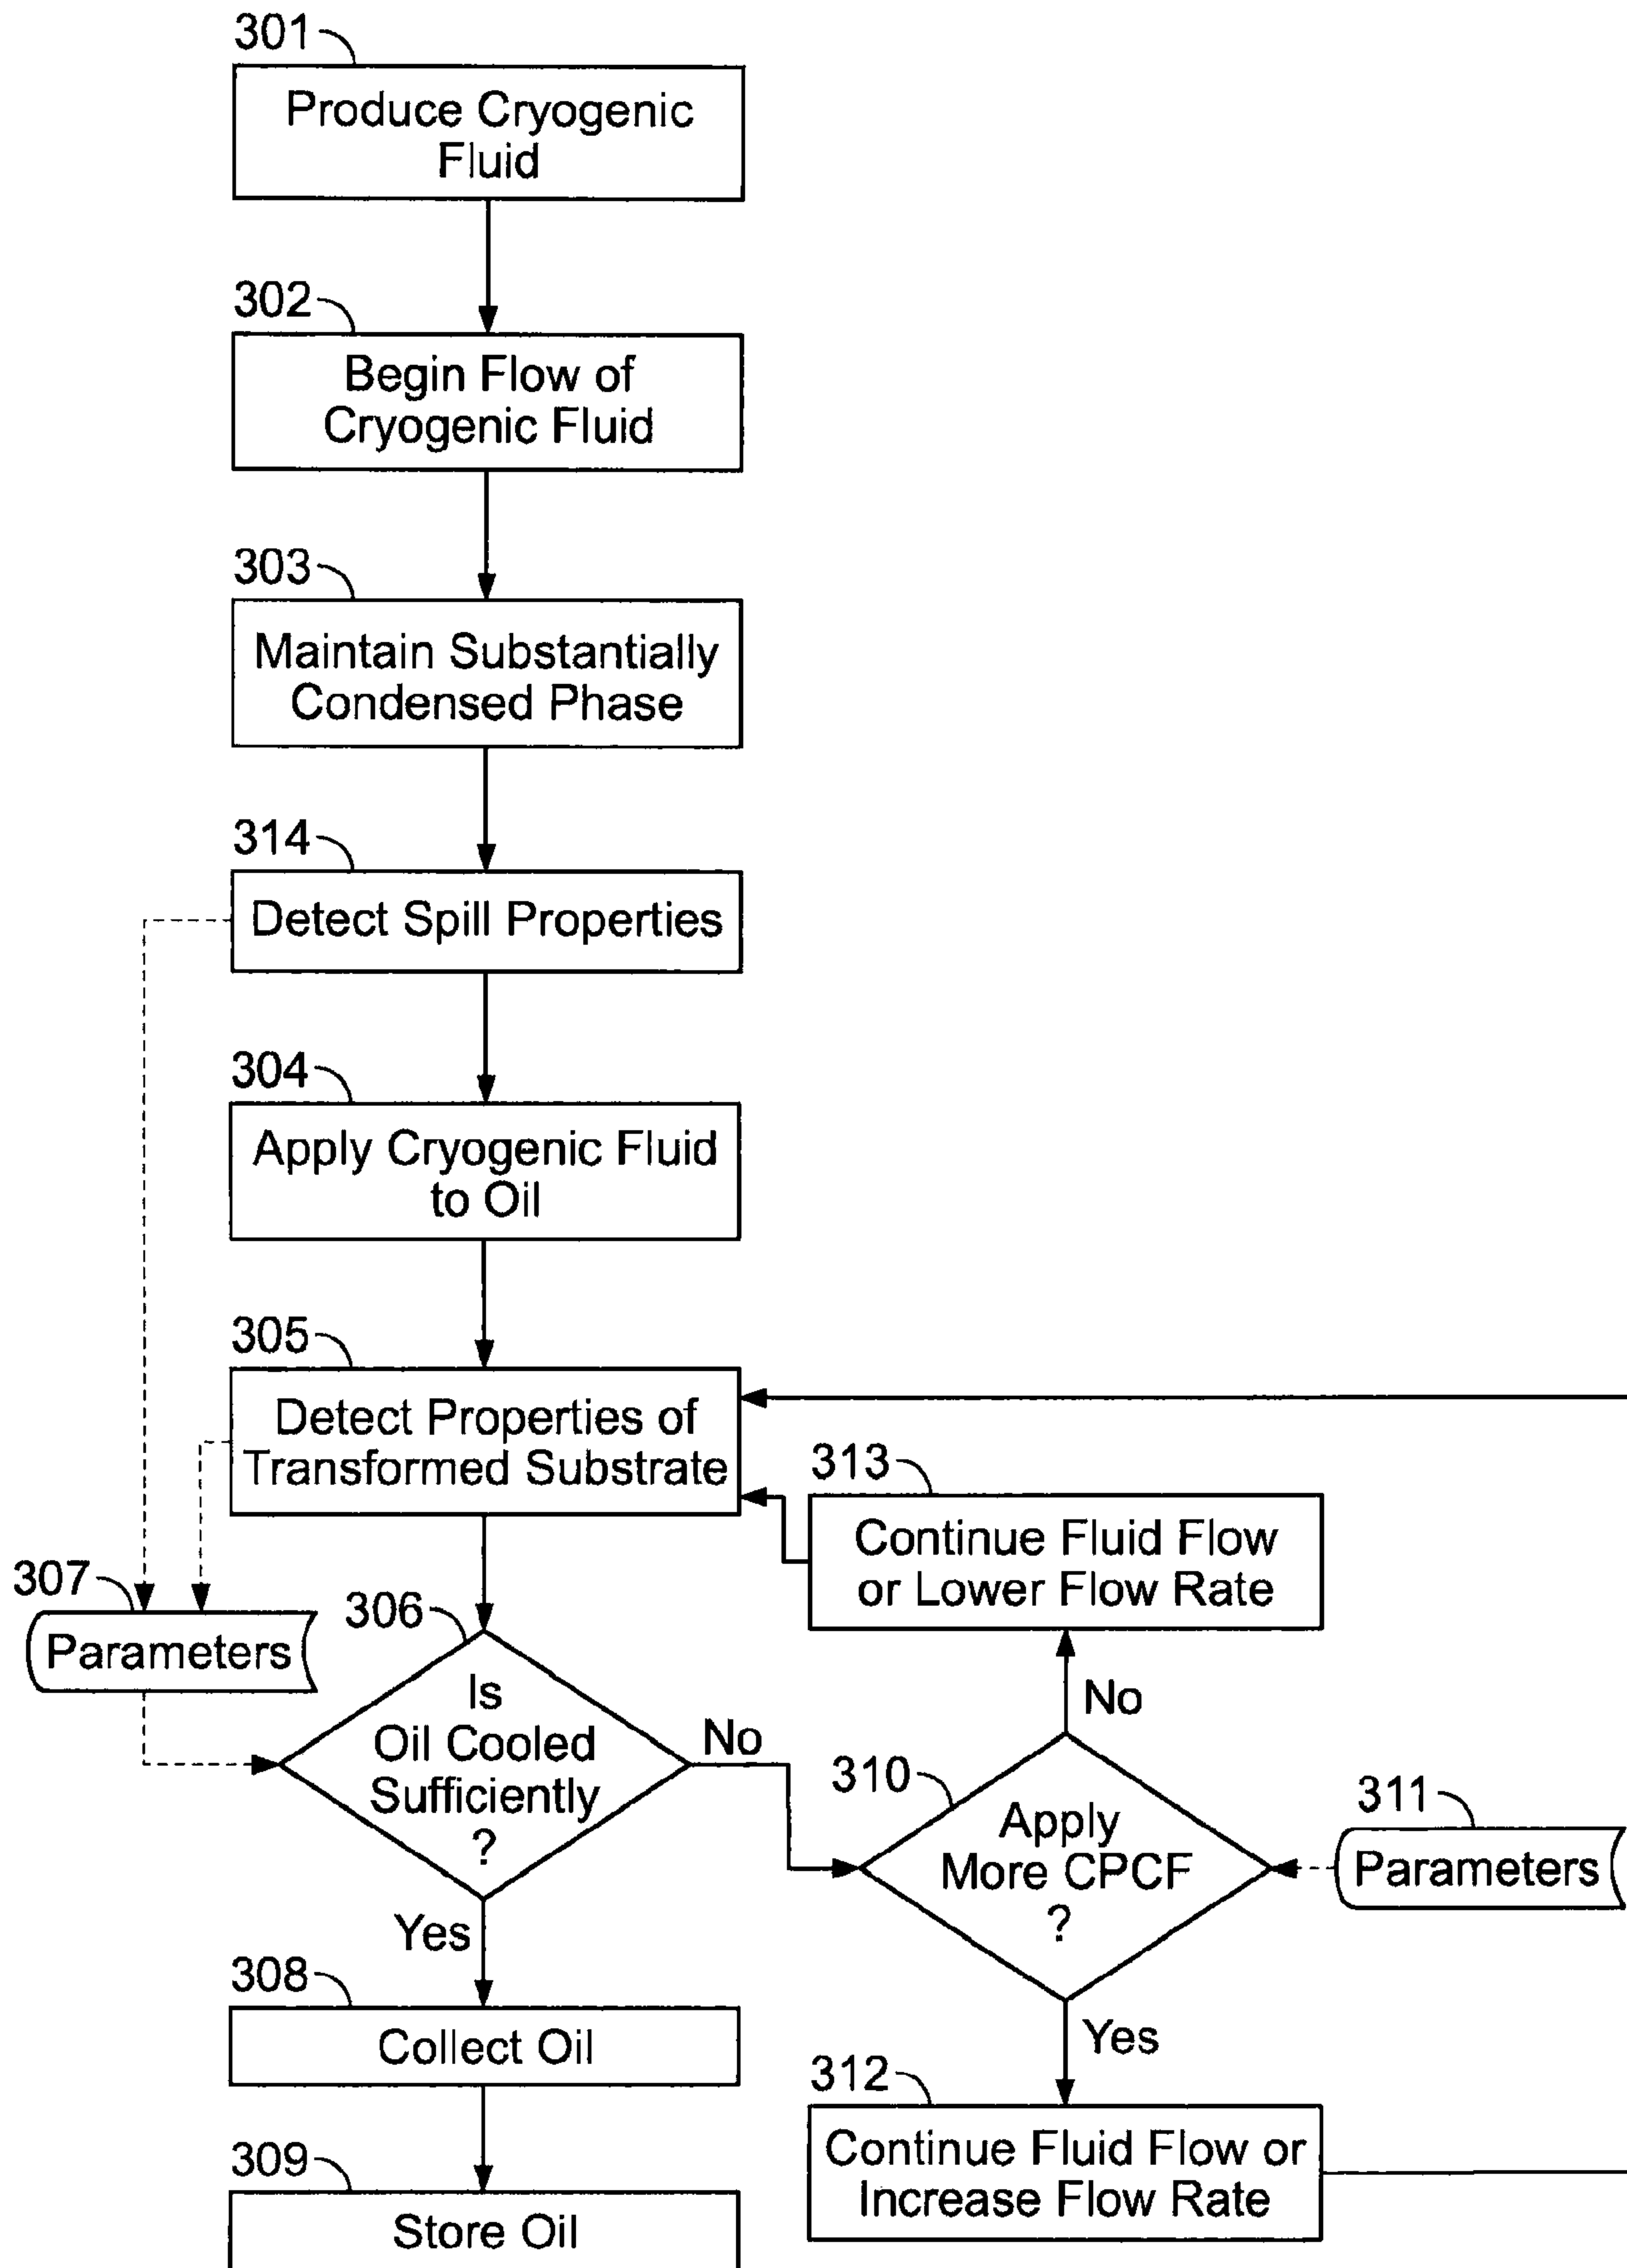 301
Produce Cryogenic
Fluid
302
Begin Flow of
Cryogenic Fluid
303
Maintain Substantially
Condensed Phase
314
Detect Spill Properties
304
Apply Cryogenic Fluid
to Oil
305
Detect Properties of
Transformed Substrate
313
Continue Fluid Flow
or Lower Flow Rate
307
Parameters
306
Is
Oil Cooled
Sufficiently
?
No
No
310
Apply
More CPCF
?
311
Parameters
Yes
308
Collect Oil
Yes
312
Continue Fluid Flow or
Increase Flow Rate
309
Store Oil